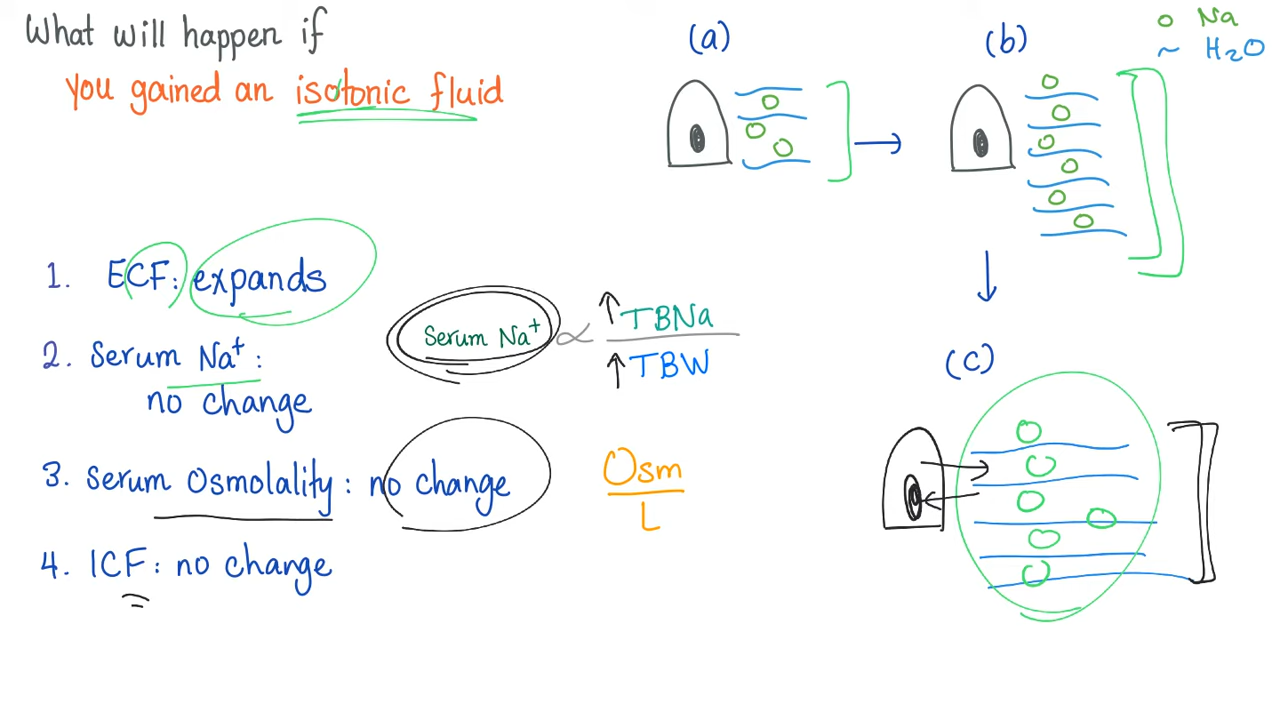 What will happen if
you gained an isotonic fluid
(a)
(b)
o Na
~ H₂O
1. ECF: expands
2. Serum Na⁺:
no change
Serum Na⁺ ∝ ↑TBNa
↑TBW
(c)
3. Serum Osmolality: no change
Osm
L
4. ICF: no change